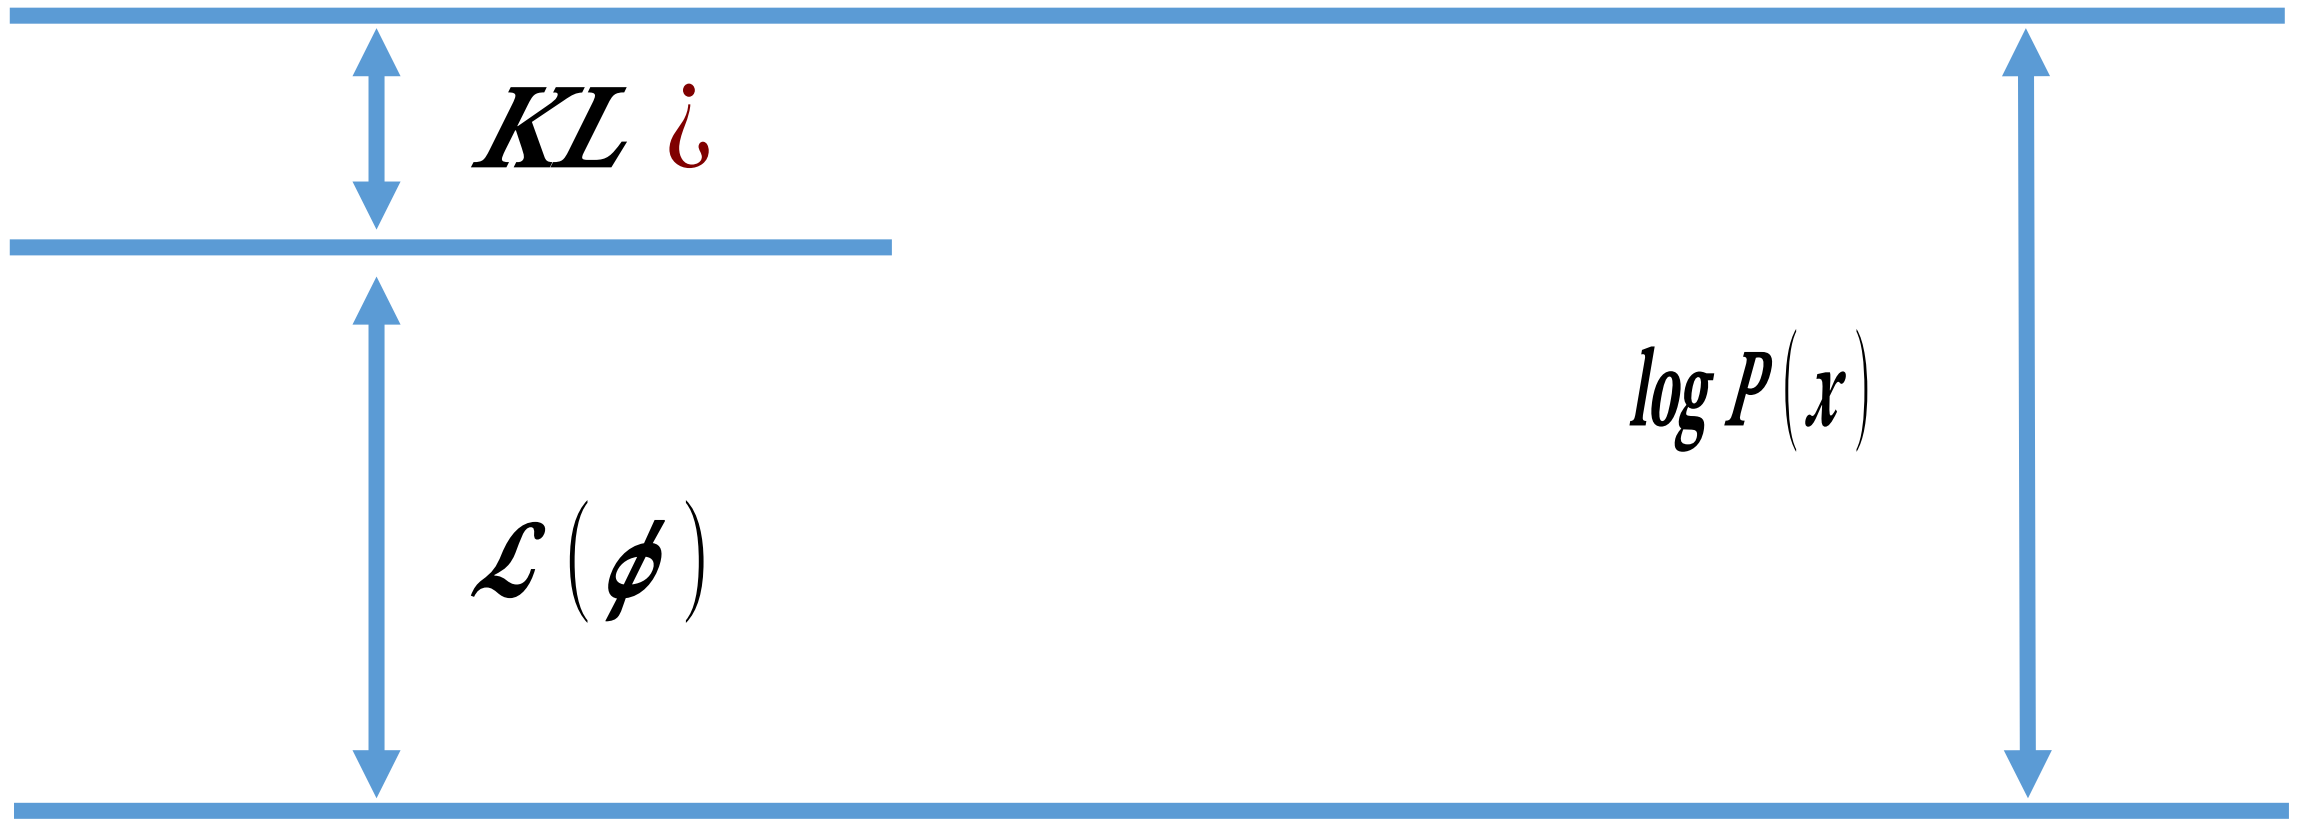 KL ¿
log P(x)
ℒ(ϕ)